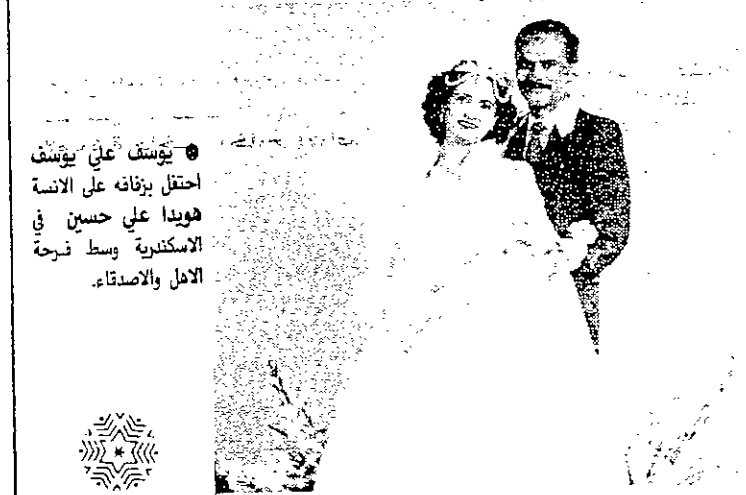 ● يوسف علي يوسف
احتفل بزفافه على الانسة
هويدا علي حسين في
الاسكندرية وسط فرحة
الاهل والاصدقاء.